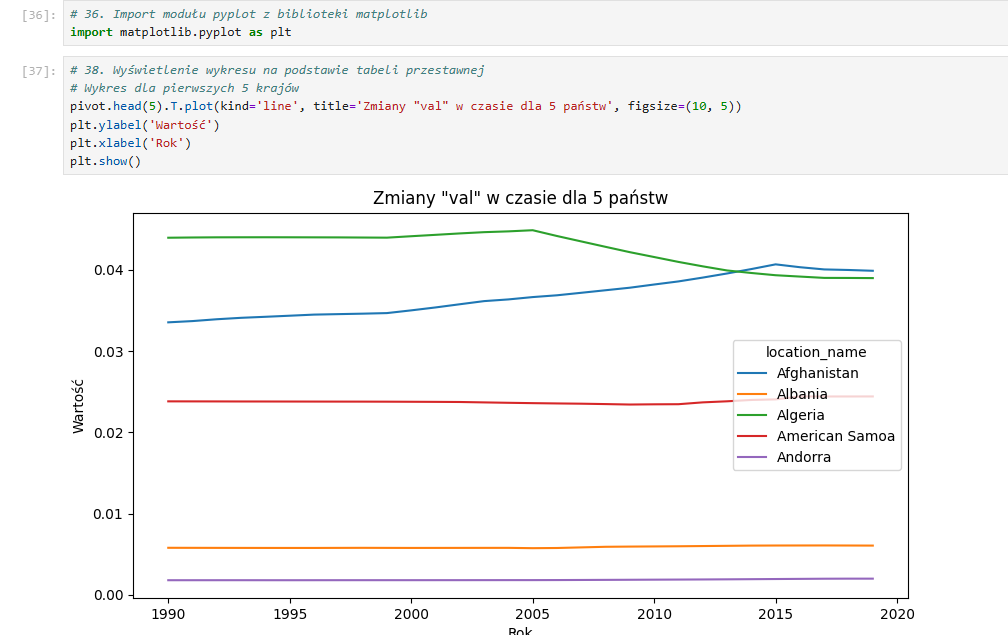 [36]: # 36. Import modułu pyplot z biblioteki matplotlib
import matplotlib.pyplot as plt
[37]: # 38. Wyświetlenie wykresu na podstawie tabeli przestawnej
# Wykres dla pierwszych 5 krajów
pivot.head(5).T.plot(kind='line', title='Zmiany "val" w czasie dla 5 państw', figsize=(10, 5))
plt.ylabel('Wartość')
plt.xlabel('Rok')
plt.show()
Zmiany "val" w czasie dla 5 państw
0.04
0.03
0.02
0.01
0.00
Wartość
location_name
Afghanistan
Albania
Algeria
American Samoa
Andorra
1990 1995 2000 2005 2010 2015 2020
Rok